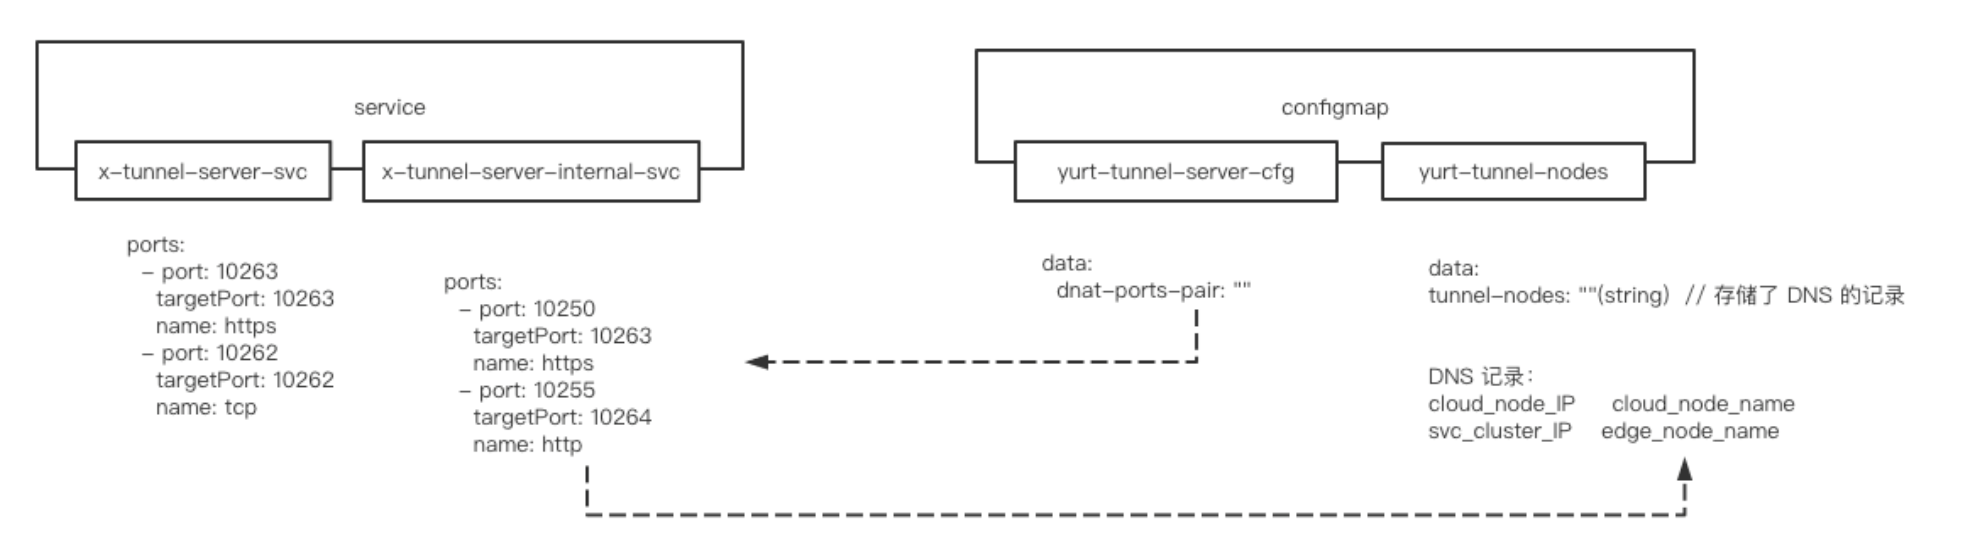 service
x-tunnel-server-svc
x-tunnel-server-internal-svc
ports:
- port: 10263
targetPort: 10263
name: https
- port: 10262
targetPort: 10262
name: tcp
ports:
- port: 10250
targetPort: 10263
name: https
- port: 10255
targetPort: 10264
name: http
configmap
yurt-tunnel-server-cfg
yurt-tunnel-nodes
data:
dnat-ports-pair: ""
data:
tunnel-nodes: ""(string) // 存储了 DNS 的记录
DNS 记录：
cloud_node_IP cloud_node_name
svc_cluster_IP edge_node_name